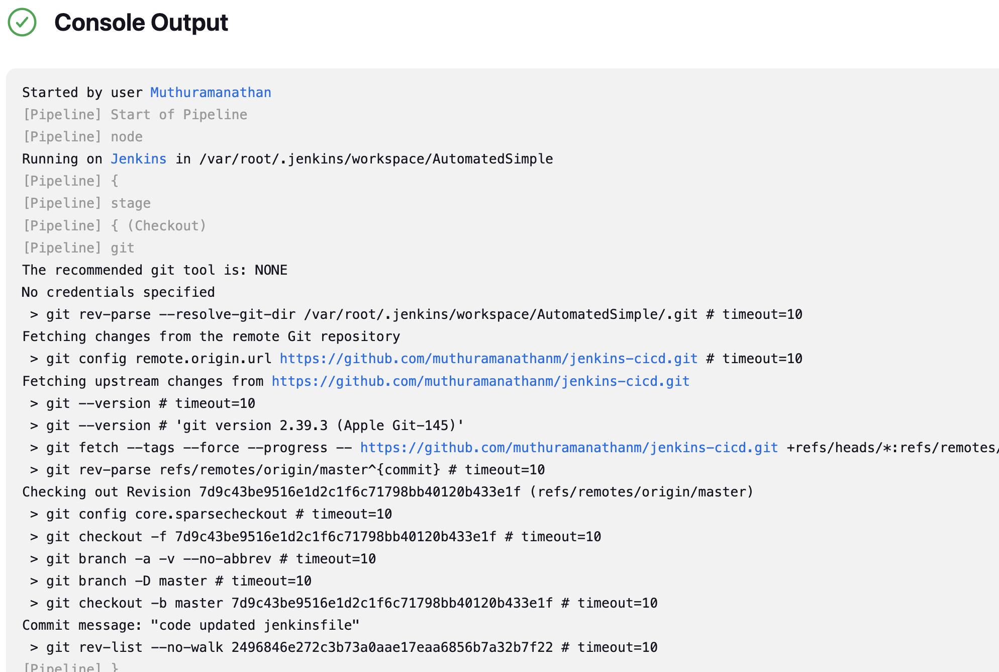 Console Output
Started by user Muthuramanathan
[Pipeline] Start of Pipeline
[Pipeline] node
Running on Jenkins in /var/root/.jenkins/workspace/AutomatedSimple
[Pipeline] {
[Pipeline] stage
[Pipeline] { (Checkout)
[Pipeline] git
The recommended git tool is: NONE
No credentials specified
 > git rev-parse --resolve-git-dir /var/root/.jenkins/workspace/AutomatedSimple/.git # timeout=10
Fetching changes from the remote Git repository
 > git config remote.origin.url https://github.com/muthuramanathanm/jenkins-cicd.git # timeout=10
Fetching upstream changes from https://github.com/muthuramanathanm/jenkins-cicd.git
 > git --version # timeout=10
 > git --version # 'git version 2.39.3 (Apple Git-145)'
 > git fetch --tags --force --progress -- https://github.com/muthuramanathanm/jenkins-cicd.git +refs/heads/*:refs/remotes/
 > git rev-parse refs/remotes/origin/master^{commit} # timeout=10
Checking out Revision 7d9c43be9516e1d2c1f6c71798bb40120b433e1f (refs/remotes/origin/master)
 > git config core.sparsecheckout # timeout=10
 > git checkout -f 7d9c43be9516e1d2c1f6c71798bb40120b433e1f # timeout=10
 > git branch -a -v --no-abbrev # timeout=10
 > git branch -D master # timeout=10
 > git checkout -b master 7d9c43be9516e1d2c1f6c71798bb40120b433e1f # timeout=10
Commit message: "code updated jenkinsfile"
 > git rev-list --no-walk 2496846e272c3b73a0aae17eaa6856b7a32b7f22 # timeout=10
[Pipeline] }